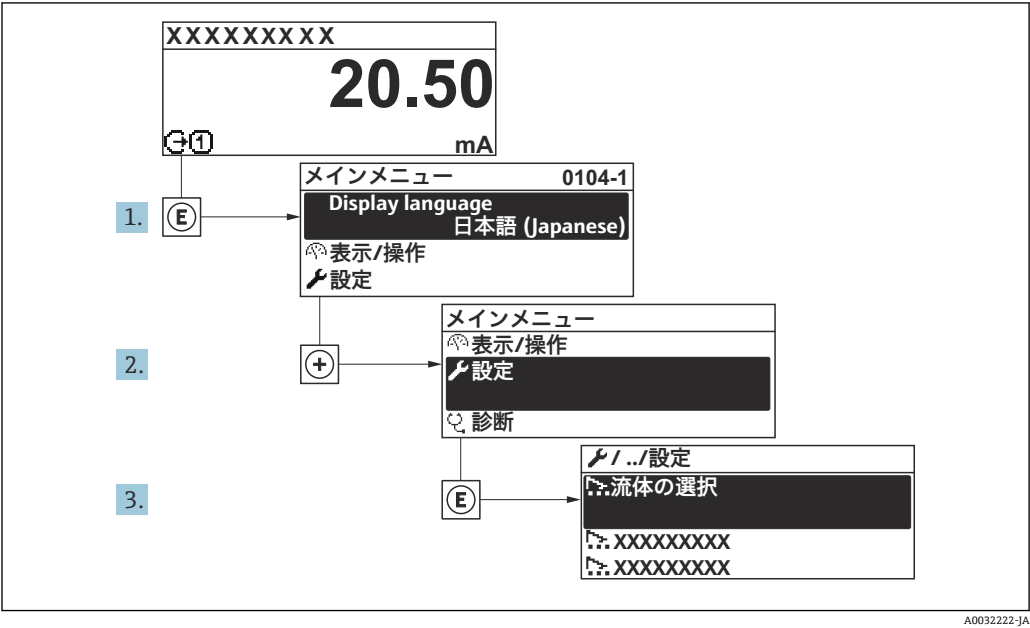 XXXXXXXXX
20.50
mA
1.
E
メインメニュー 0104-1
Display language
日本語 (Japanese)
表示/操作
設定
2.
+
メインメニュー
表示/操作
設定
診断
3.
E
/ ../設定
流体の選択
XXXXXXXXX
XXXXXXXXX
A0032222-JA